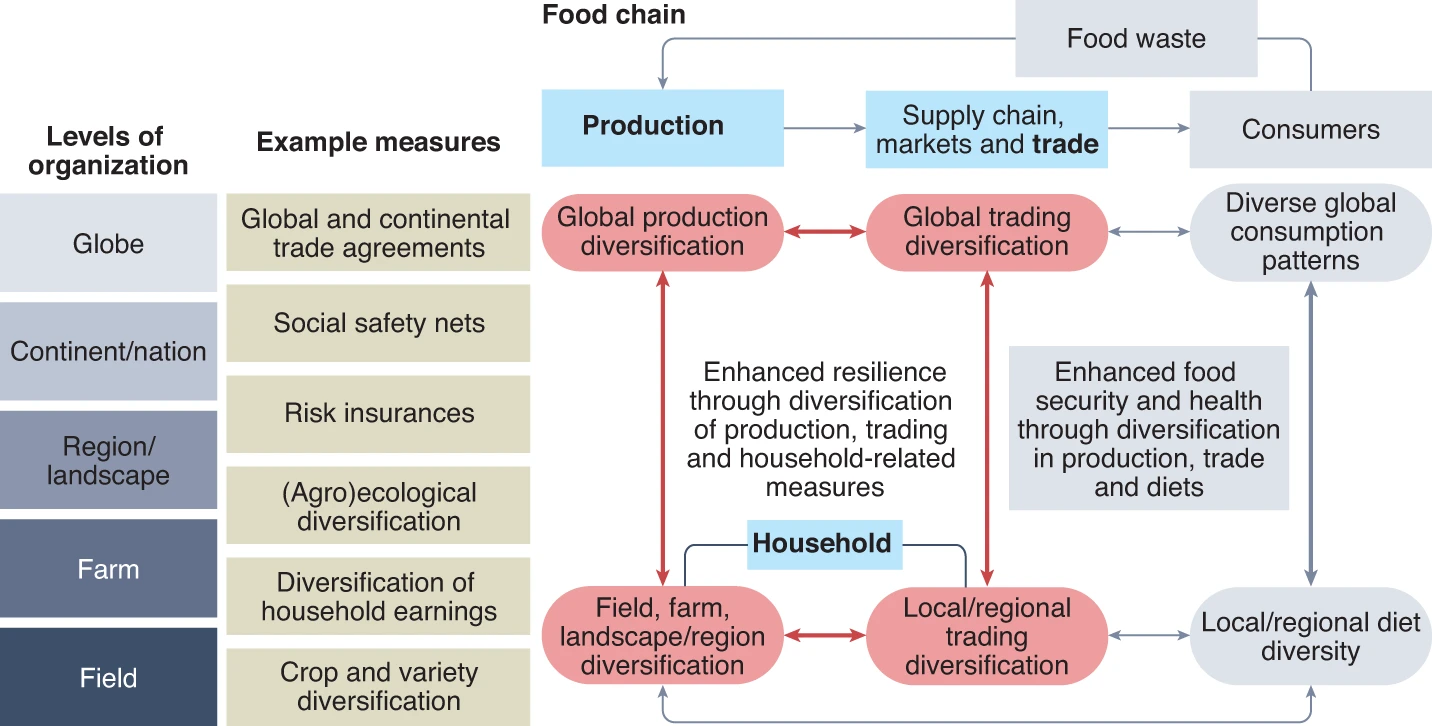 Food chain
Food waste
Levels of
organization
Example measures
Production
Supply chain,
markets and trade
Consumers
Globe
Continent/nation
Region/
landscape
Farm
Field
Global and continental
trade agreements
Social safety nets
Risk insurances
(Agro)ecological
diversification
Diversification of
household earnings
Crop and variety
diversification
Global production
diversification
Global trading
diversification
Diverse global
consumption
patterns
Enhanced resilience
through diversification
of production, trading
and household-related
measures
Enhanced food
security and health
through diversification
in production, trade
and diets
Household
Field, farm,
landscape/region
diversification
Local/regional
trading
diversification
Local/regional diet
diversity